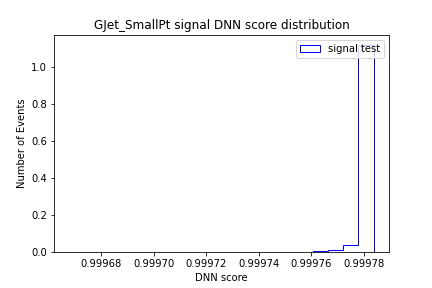 GJet_SmallPt signal DNN score distribution
signal test
Number of Events
1.0
0.8
0.6
0.4
0.2
0.0
0.99968 0.99970 0.99972 0.99974 0.99976 0.99978
DNN score